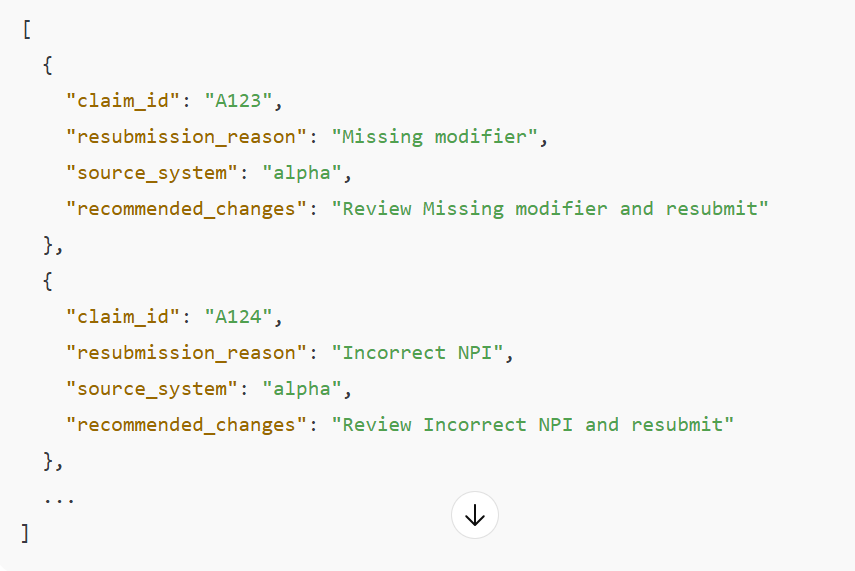 [
  {
    "claim_id": "A123",
    "resubmission_reason": "Missing modifier",
    "source_system": "alpha",
    "recommended_changes": "Review Missing modifier and resubmit"
  },
  {
    "claim_id": "A124",
    "resubmission_reason": "Incorrect NPI",
    "source_system": "alpha",
    "recommended_changes": "Review Incorrect NPI and resubmit"
  },
  ...
]